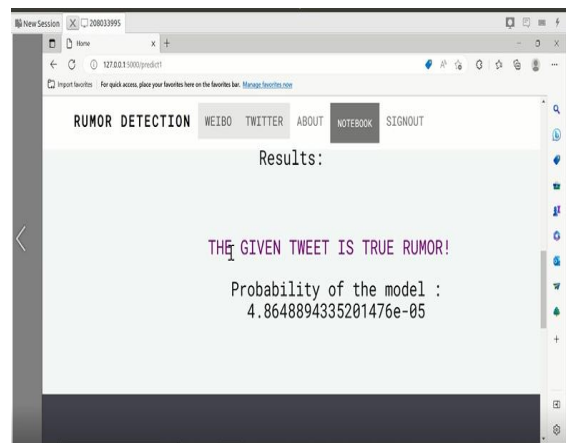 New Session X 208033995
Home x +
127.0.0.1:5000/predict1
Import favorites For quick access, place your favorites here on the favorites bar. Manage favorites now
RUMOR DETECTION WEIBO TWITTER ABOUT NOTEBOOK SIGNOUT
Results:
THE GIVEN TWEET IS TRUE RUMOR!
Probability of the model :
4.8648894335201476e-05